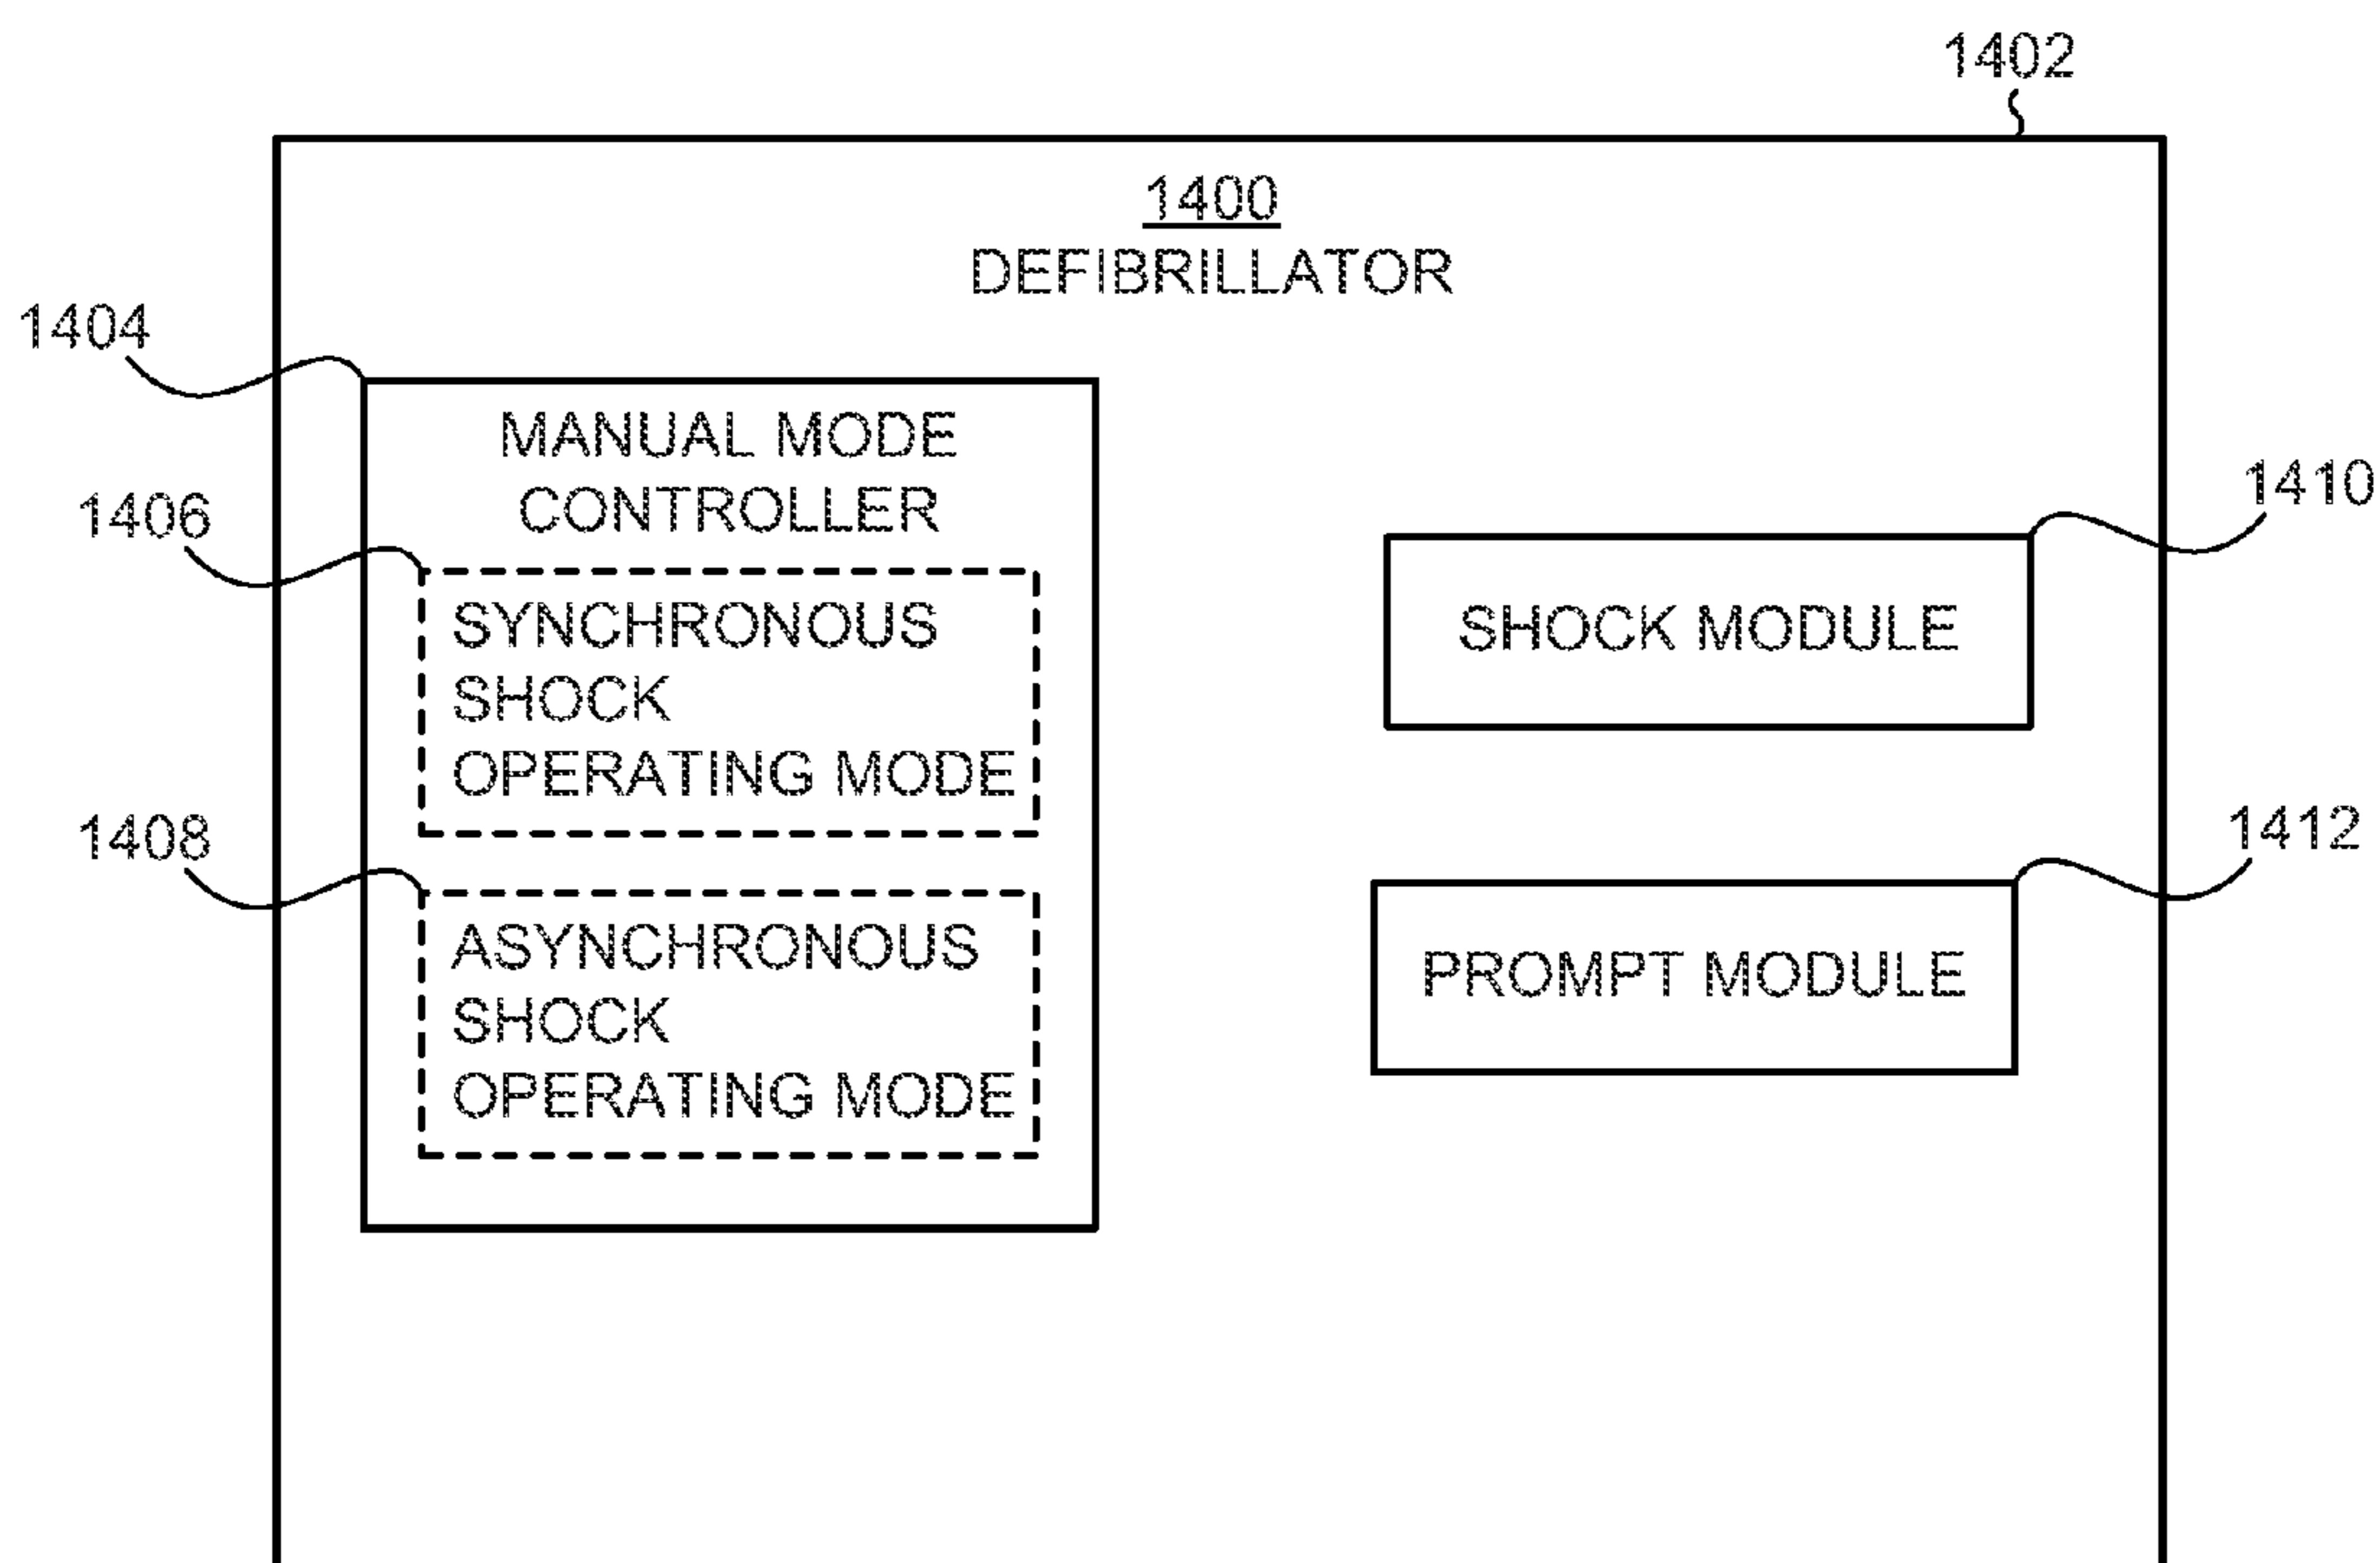 1402
1400
DEFIBRILLATOR
1404
MANUAL MODE
CONTROLLER
1406
SYNCHRONOUS
SHOCK
OPERATING MODE
1408
ASYNCHRONOUS
SHOCK
OPERATING MODE
1410
SHOCK MODULE
1412
PROMPT MODULE